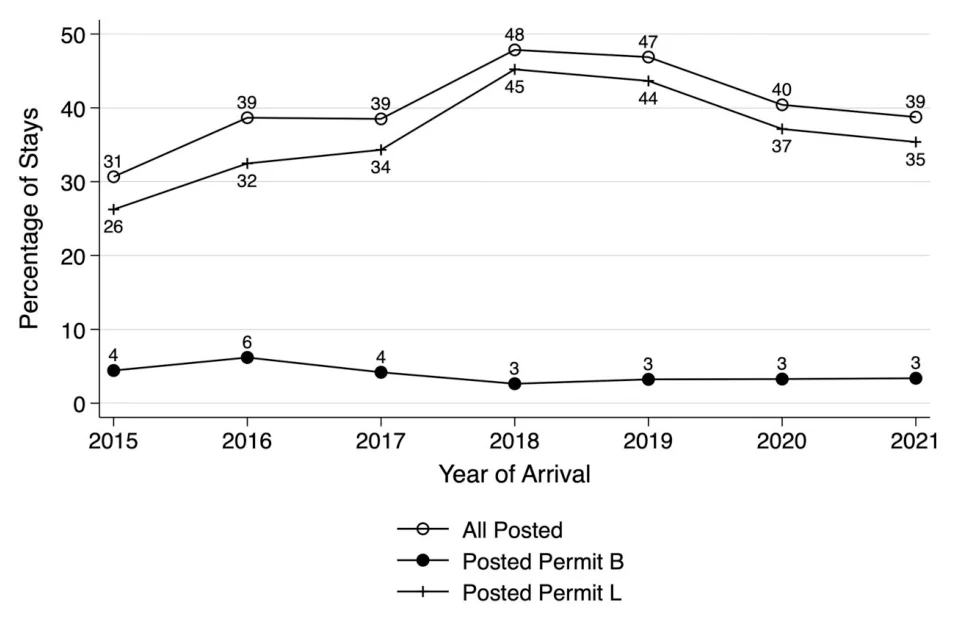 Percentage of Stays
50
40
30
20
10
0
31 39 39 48 47 40 39
26 32 34 45 44 37 35
4 6 4 3 3 3 3
2015 2016 2017 2018 2019 2020 2021
Year of Arrival
All Posted
Posted Permit B
Posted Permit L